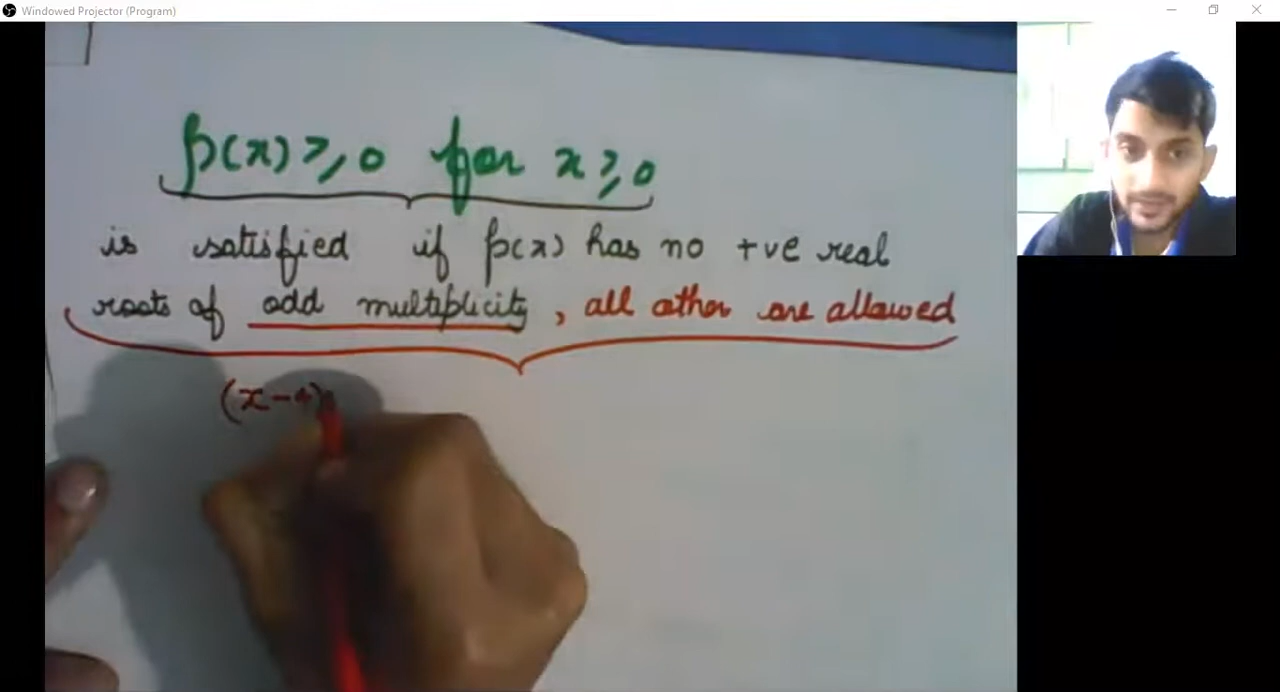 Windowed Projector (Program)
p(x) ≥ 0 for x ≥ 0
is satisfied if p(x) has no +ve real
roots of odd multiplicity, all other are allowed
(x-4)